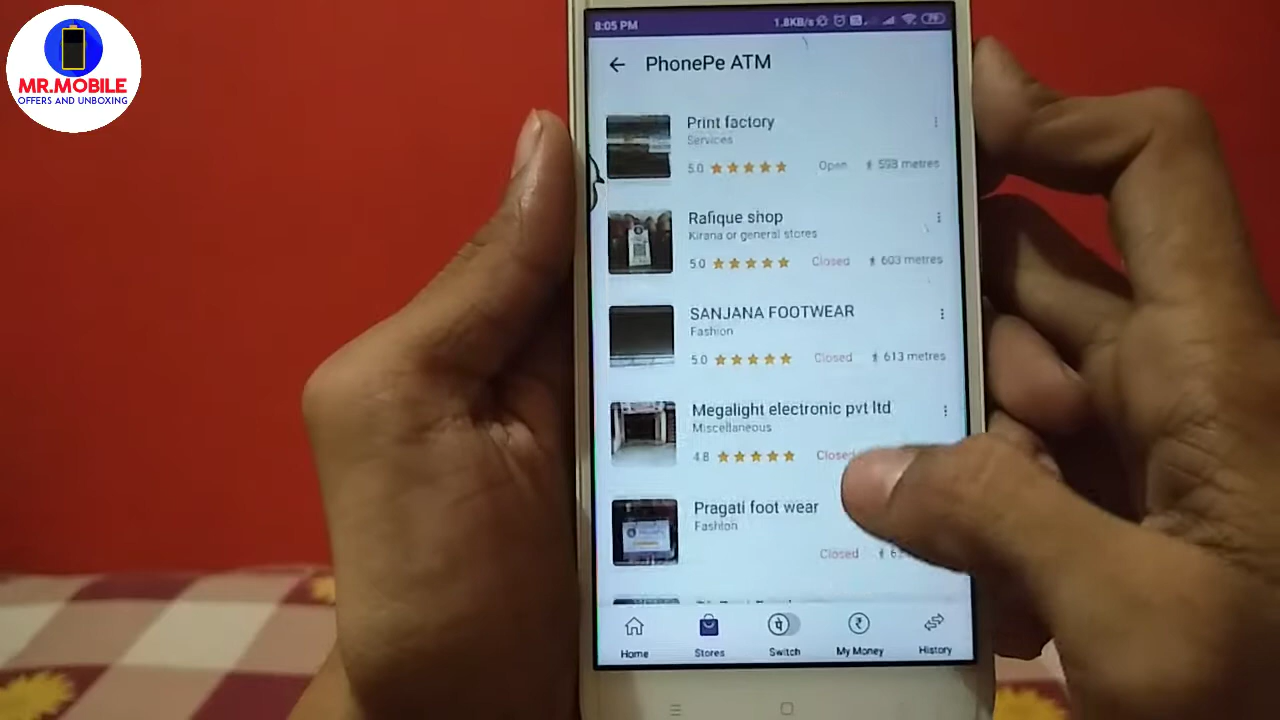 MR.MOBILE
OFFERS AND UNBOXING
8:05 PM
1.8KB/s
PhonePe ATM
Print factory
Services
5.0
Open
593 metres
Rafique shop
Kirana or general stores
5.0
Closed
603 metres
SANJANA FOOTWEAR
Fashion
5.0
Closed
613 metres
Megalight electronic pvt ltd
Miscellaneous
4.8
Closed
Pragati foot wear
Fashion
Closed
Home
Stores
Switch
My Money
History